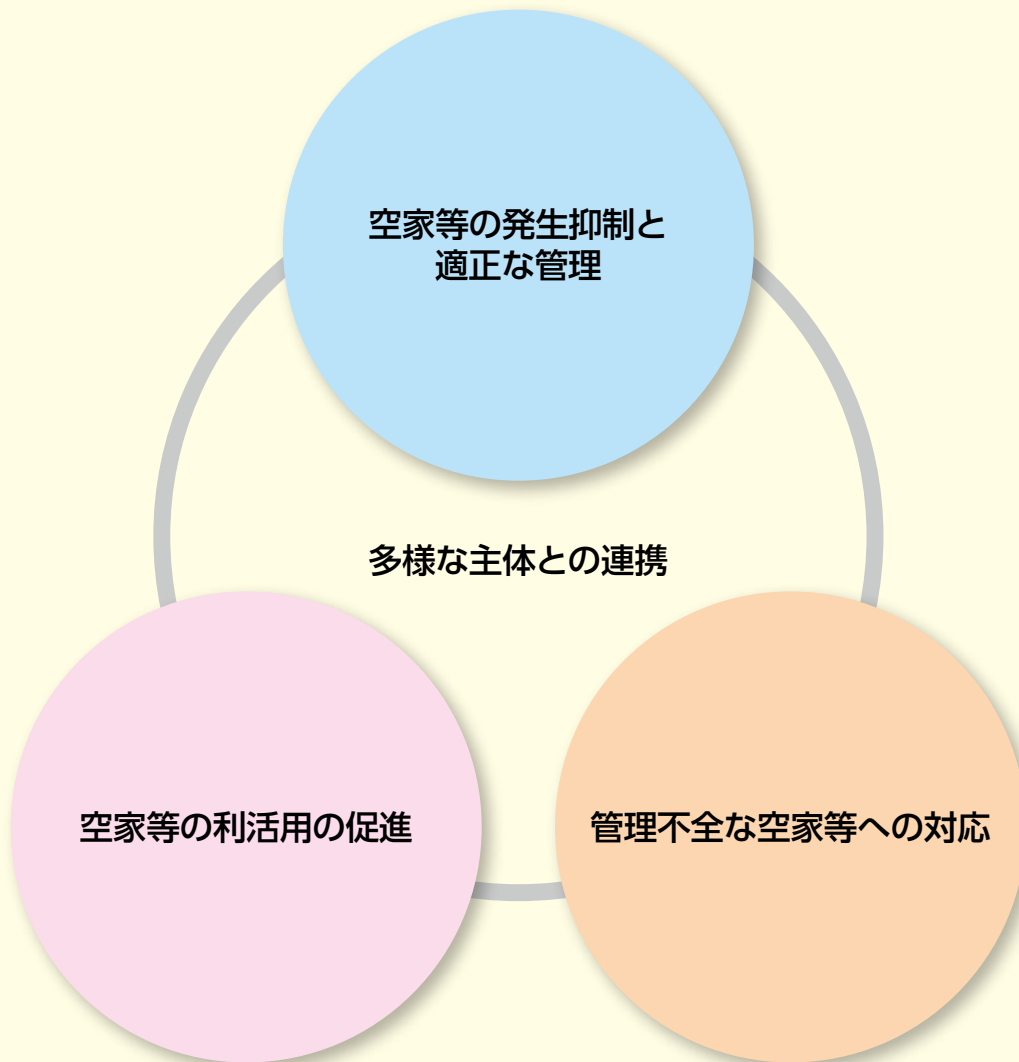 空家等の発生抑制と
適正な管理
多様な主体との連携
空家等の利活用の促進
管理不全な空家等への対応